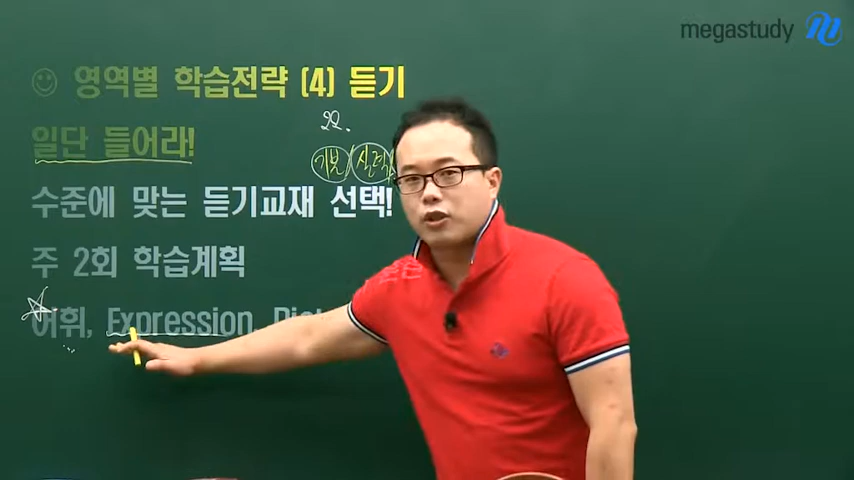 megastudy
영역별 학습전략 (4) 듣기
일단 들어라!
22.
기본/실력
수준에 맞는 듣기교재 선택!
주 2회 학습계획
어휘, Expression,